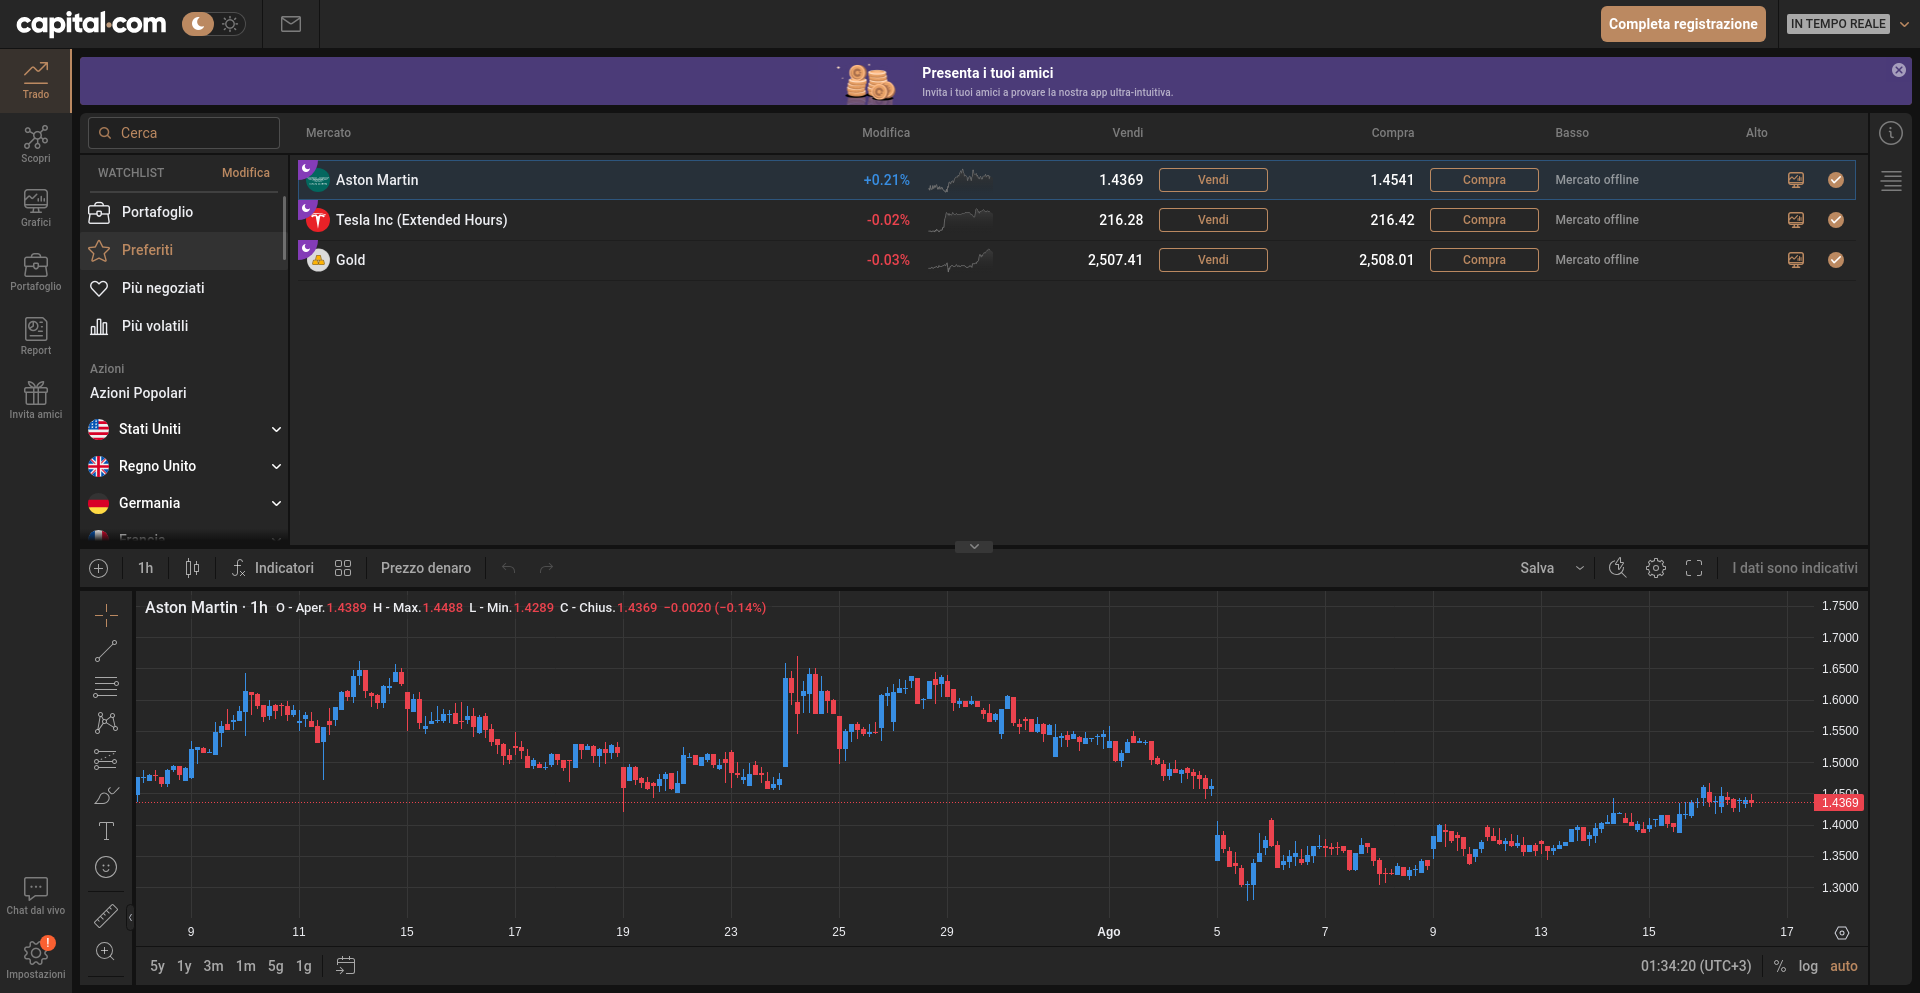 capital.com
Completa registrazione
IN TEMPO REALE
Presenta i tuoi amici
Invita i tuoi amici a provare la nostra app ultra-intuitiva.
Trado
Scopri
Grafici
Portafoglio
Report
Invita amici
Chat dal vivo
!
Impostazioni
Cerca
Mercato Modifica Vendi Compra Basso Alto
WATCHLIST Modifica
Portafoglio
Preferiti
Più negoziati
Più volatili
Azioni
Azioni Popolari
Stati Uniti
Regno Unito
Germania
Francia
Aston Martin +0.21% 1.4369 Vendi 1.4541 Compra Mercato offline
Tesla Inc (Extended Hours) -0.02% 216.28 Vendi 216.42 Compra Mercato offline
Gold -0.03% 2,507.41 Vendi 2,508.01 Compra Mercato offline
1h Indicatori Prezzo denaro Salva I dati sono indicativi
Aston Martin · 1h O - Aper.1.4389 H - Max.1.4488 L - Min.1.4289 C - Chius.1.4369 −0.0020 (−0.14%)
1.7500
1.7000
1.6500
1.6000
1.5500
1.5000
1.4500
1.4369
1.4000
1.3500
1.3000
9 11 15 17 19 23 25 29 Ago 5 7 9 13 15 17
5y 1y 3m 1m 5g 1g 01:34:20 (UTC+3) % log auto